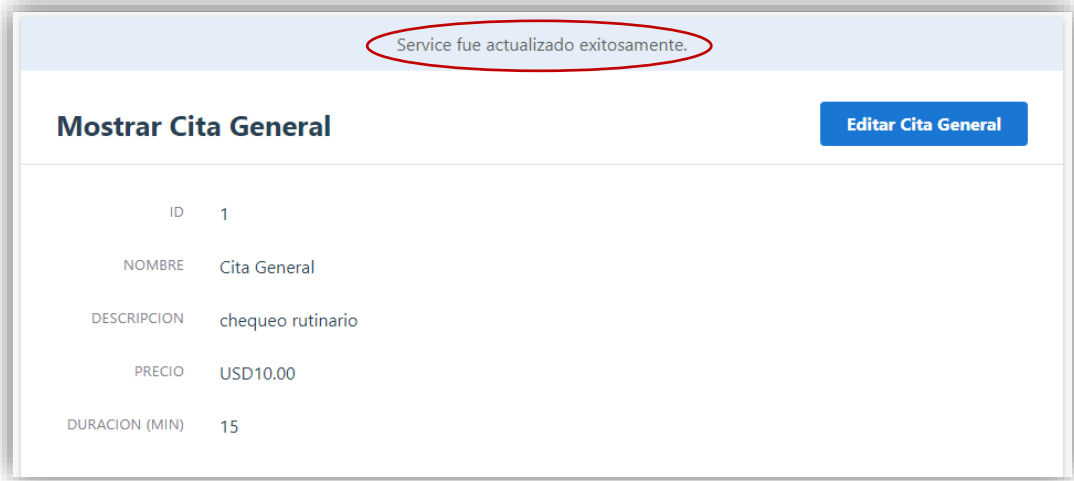 Service fue actualizado exitosamente.
Mostrar Cita General
Editar Cita General
ID 1
NOMBRE Cita General
DESCRIPCION chequeo rutinario
PRECIO USD10.00
DURACION (MIN) 15